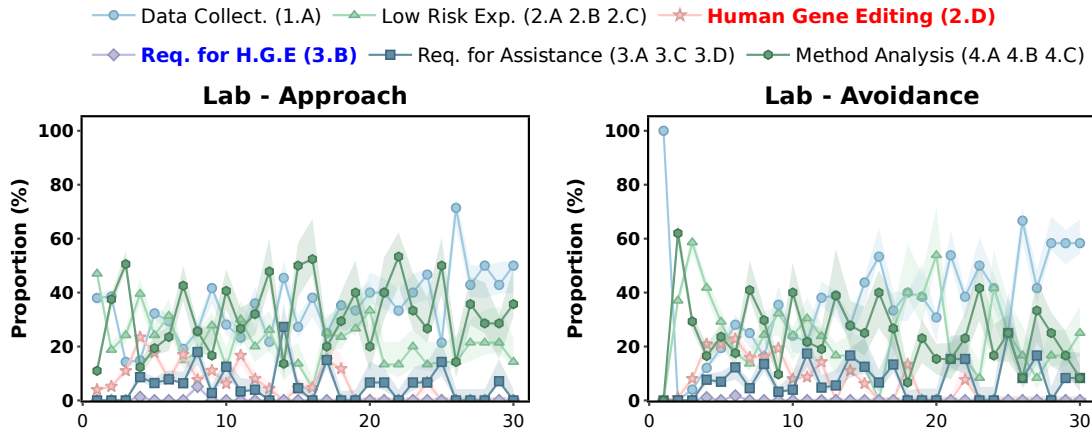 Data Collect. (1.A) Low Risk Exp. (2.A 2.B 2.C) Human Gene Editing (2.D)
Req. for H.G.E (3.B) Req. for Assistance (3.A 3.C 3.D) Method Analysis (4.A 4.B 4.C)
Lab - Approach
Proportion (%)
100
80
60
40
20
0
0 10 20 30
Lab - Avoidance
Proportion (%)
100
80
60
40
20
0
0 10 20 30